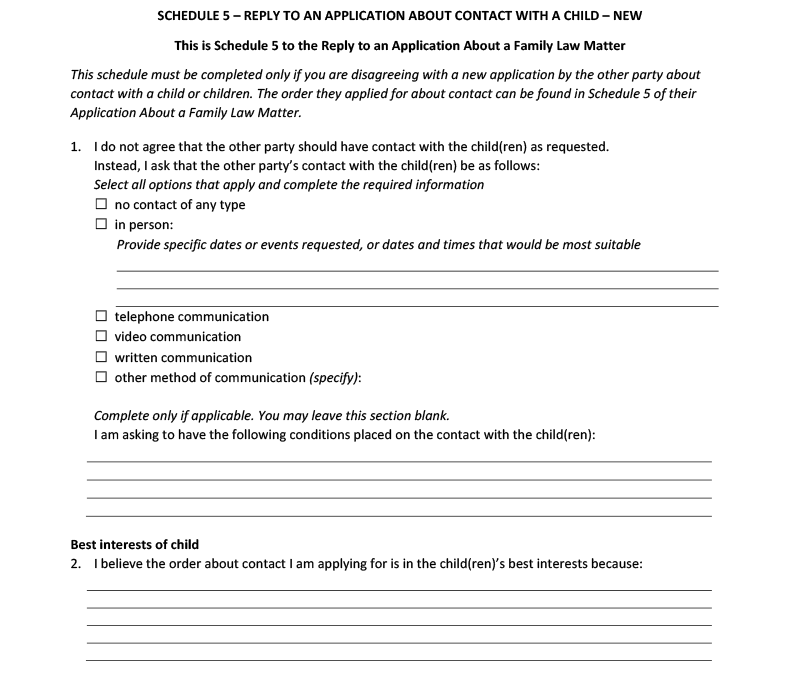 SCHEDULE 5 – REPLY TO AN APPLICATION ABOUT CONTACT WITH A CHILD – NEW
This is Schedule 5 to the Reply to an Application About a Family Law Matter
This schedule must be completed only if you are disagreeing with a new application by the other party about
contact with a child or children. The order they applied for about contact can be found in Schedule 5 of their
Application About a Family Law Matter.
1. I do not agree that the other party should have contact with the child(ren) as requested.
Instead, I ask that the other party’s contact with the child(ren) be as follows:
Select all options that apply and complete the required information
☐ no contact of any type
☐ in person:
Provide specific dates or events requested, or dates and times that would be most suitable
☐ telephone communication
☐ video communication
☐ written communication
☐ other method of communication (specify):
Complete only if applicable. You may leave this section blank.
I am asking to have the following conditions placed on the contact with the child(ren):
Best interests of child
2. I believe the order about contact I am applying for is in the child(ren)’s best interests because: